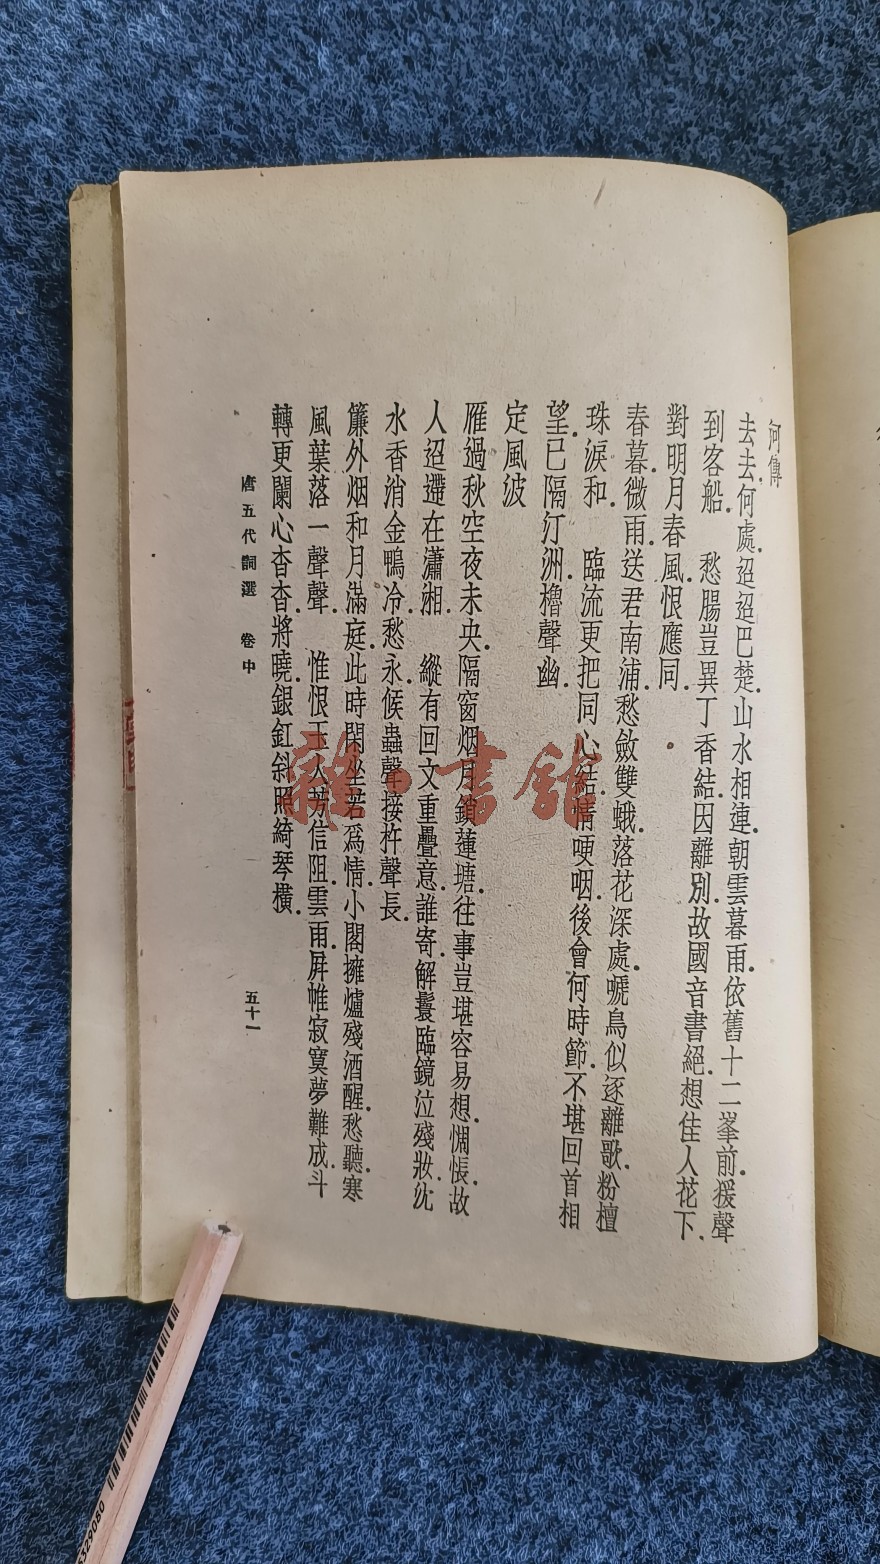 河傳
去去何處迢迢巴楚山水相連朝雲暮雨依舊十二峯前猨聲
到客船　愁腸豈異丁香結因離別故國音書絕想佳人花下
對明月春風恨應同
春暮微雨送君南浦愁斂雙蛾落花深處嗁鳥似逐離歌粉檀
珠淚和　臨流更把同心結情哽咽後會何時節不堪回首相
望已隔汀洲櫓聲幽
定風波
雁過秋空夜未央隔窗烟月鎖蓮塘往事豈堪容易想惆悵故
人迢遞在瀟湘　縱有回文重疊意誰寄解鬟臨鏡泣殘妝沈
水香消金鴨冷愁永候蟲聲接杵聲長
簾外烟和月滿庭此時閑坐若爲情小閣擁爐殘酒醒愁聽寒
風葉落一聲聲　惟恨玉人芳信阻雲雨屛帷寂寞夢難成斗
轉更闌心杳杳將曉銀釭斜照綺琴橫
唐五代詞選　卷中
五十一
雜·書館
5329080